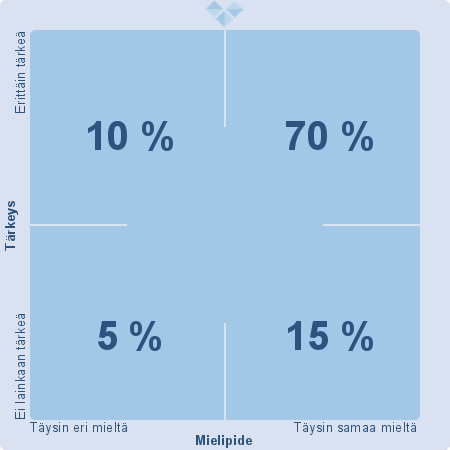 Erittäin tärkeä
10 %
70 %
Tärkeys
5 %
15 %
Ei lainkaan tärkeä
Täysin eri mieltä
Täysin samaa mieltä
Mielipide